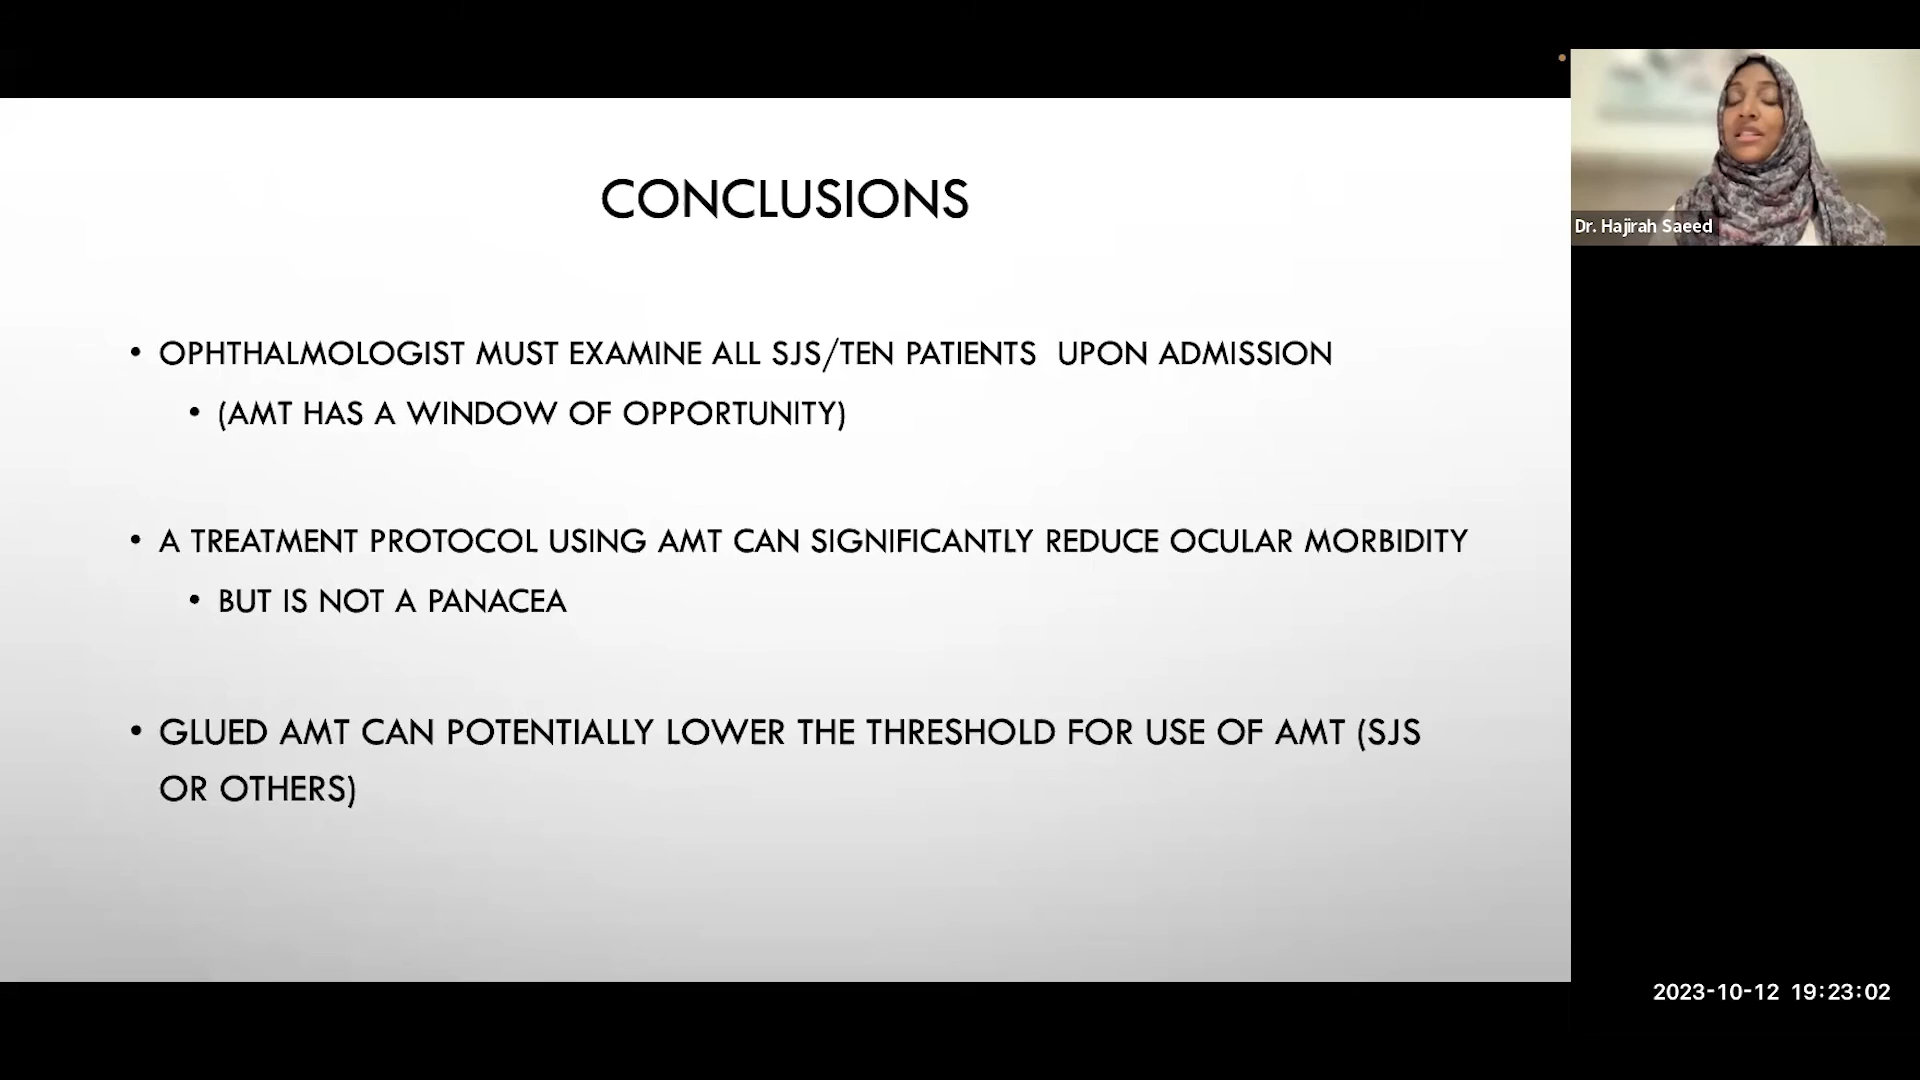 CONCLUSIONS
Dr. Hajirah Saeed
• OPHTHALMOLOGIST MUST EXAMINE ALL SJS/TEN PATIENTS  UPON ADMISSION
• (AMT HAS A WINDOW OF OPPORTUNITY)
• A TREATMENT PROTOCOL USING AMT CAN SIGNIFICANTLY REDUCE OCULAR MORBIDITY
• BUT IS NOT A PANACEA
• GLUED AMT CAN POTENTIALLY LOWER THE THRESHOLD FOR USE OF AMT (SJS
OR OTHERS)
2023-10-12 19:23:02